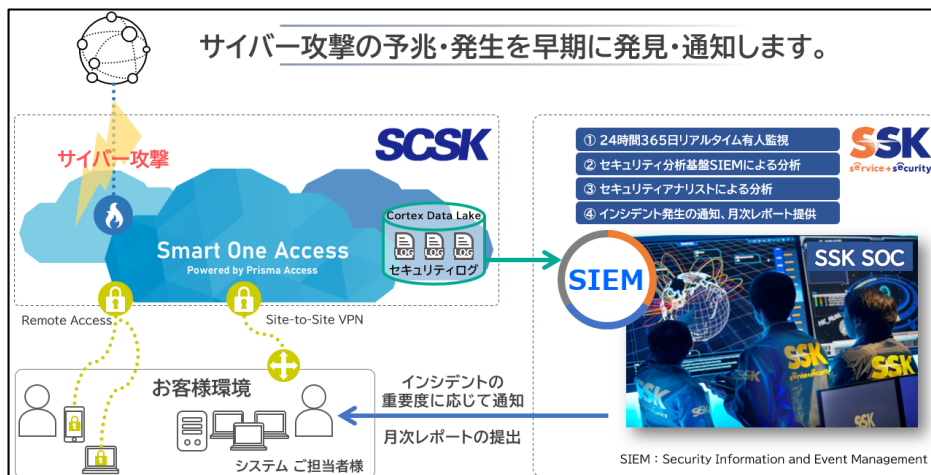 サイバー攻撃の予兆・発生を早期に発見・通知します。
サイバー攻撃
SCSK
Smart One Access
Powered by Prisma Access
Cortex Data Lake
LOG LOG LOG
セキュリティログ
Remote Access
Site-to-Site VPN
① 24時間365日リアルタイム有人監視
② セキュリティ分析基盤SIEMによる分析
③ セキュリティアナリストによる分析
④ インシデント発生の通知、月次レポート提供
SSK
service+security
SIEM
SSK SOC
SSK
service+security
SSK
お客様環境
システム ご担当者様
インシデントの
重要度に応じて通知
月次レポートの提出
SIEM：Security Information and Event Management